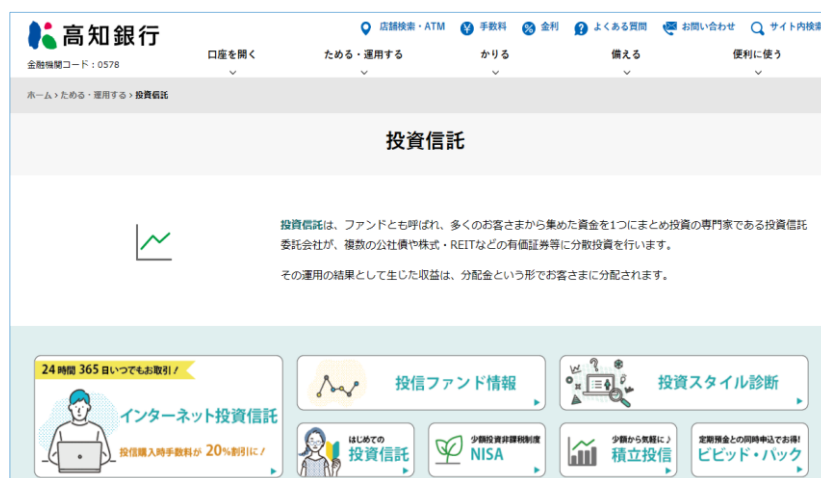 高知銀行
金融機関コード:0578
店舗検索・ATM 手数料 金利 よくある質問 お問い合わせ サイト内検索
口座を開く ためる・運用する かりる 備える 便利に使う
ホーム › ためる・運用する › 投資信託
投資信託
投資信託は、ファンドとも呼ばれ、多くのお客さまから集めた資金を1つにまとめ投資の専門家である投資信託
委託会社が、複数の公社債や株式・REITなどの有価証券等に分散投資を行います。
その運用の結果として生じた収益は、分配金という形でお客さまに分配されます。
24時間 365日いつでもお取引!
インターネット投資信託
投信購入時手数料が 20%割引に!
投信ファンド情報
投資スタイル診断
はじめての
投資信託
少額投資非課税制度
NISA
少額から気軽に♪
積立投信
定期預金との同時申込でお得!
ビビッド・パック